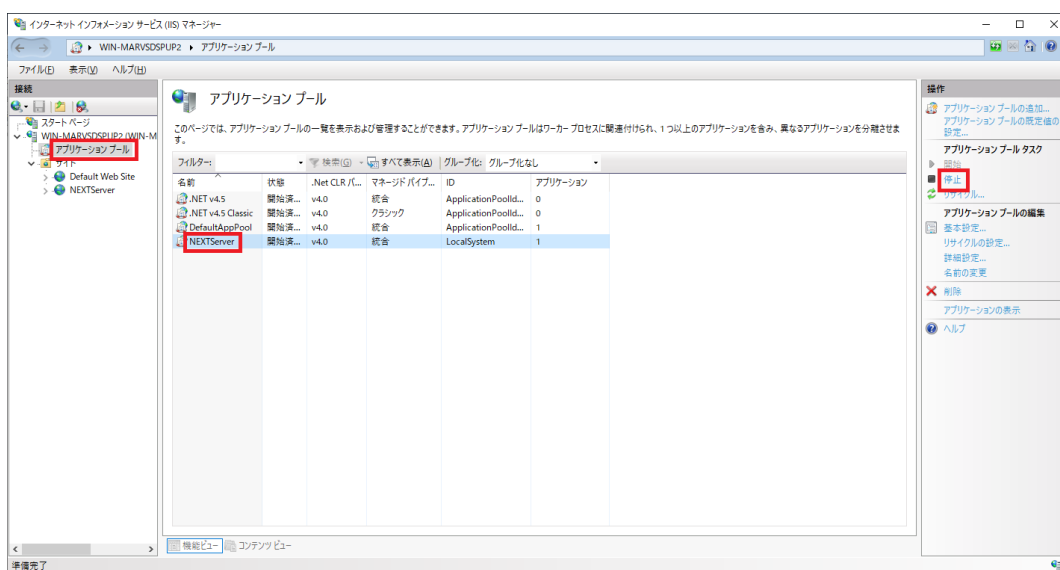 インターネット インフォメーション サービス (IIS) マネージャー
WIN-MARVSDSPUP2 アプリケーション プール
ファイル(F) 表示(V) ヘルプ(H)
接続
スタート ページ
WIN-MARVSDSPUP2 (WIN-M
アプリケーション プール
サイト
Default Web Site
NEXTServer
アプリケーション プール
このページでは、アプリケーション プールの一覧を表示および管理することができます。アプリケーション プールはワーカー プロセスに関連付けられ、1 つ以上のアプリケーションを含み、異なるアプリケーションを分離させま
す。
フィルター: 検索(G) すべて表示(A) グループ化: グループ化なし
名前 状態 .Net CLR バ... マネージド パイプ... ID アプリケーション
.NET v4.5 開始済... v4.0 統合 ApplicationPoolId... 0
.NET v4.5 Classic 開始済... v4.0 クラシック ApplicationPoolId... 0
DefaultAppPool 開始済... v4.0 統合 ApplicationPoolId... 1
NEXTServer 開始済... v4.0 統合 LocalSystem 1
機能ビュー コンテンツ ビュー
操作
アプリケーション プールの追加...
アプリケーション プールの既定値の
設定...
アプリケーション プール タスク
開始
停止
リサイクル...
アプリケーション プールの編集
基本設定...
リサイクルの設定...
詳細設定...
名前の変更
削除
アプリケーションの表示
ヘルプ
準備完了